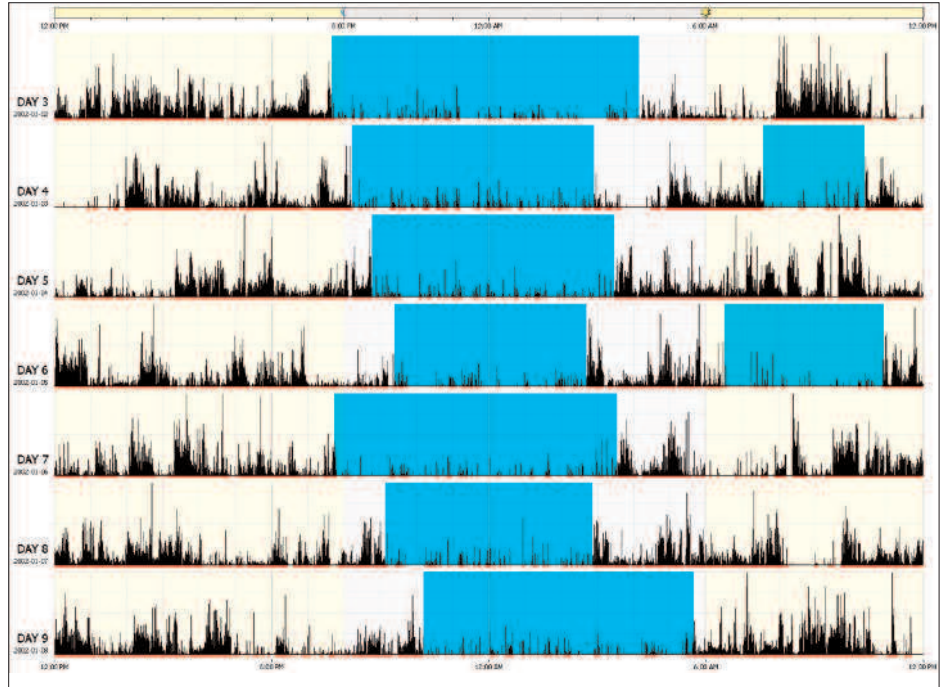 12:00 PM 8:00 PM 12:00 AM 6:00 AM 12:00 PM
DAY 3
2002-01-02
DAY 4
2002-01-03
DAY 5
2002-01-04
DAY 6
2002-01-05
DAY 7
2002-01-06
DAY 8
2002-01-07
DAY 9
2002-01-08
12:00 PM 6:00 PM 12:00 AM 6:00 AM 12:00 PM